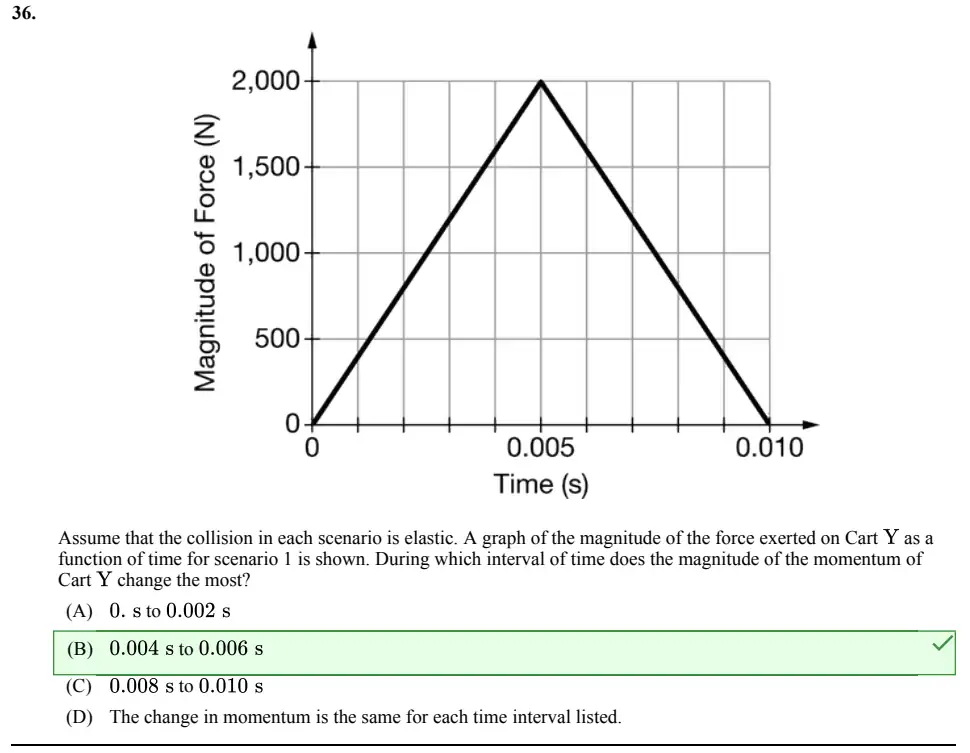 36.
2,000
1,500
1,000
500
0
0
0.005
0.010
Magnitude of Force (N)
Time (s)
Assume that the collision in each scenario is elastic. A graph of the magnitude of the force exerted on Cart Y as a
function of time for scenario 1 is shown. During which interval of time does the magnitude of the momentum of
Cart Y change the most?
(A) 0. s to 0.002 s
(B) 0.004 s to 0.006 s
(C) 0.008 s to 0.010 s
(D) The change in momentum is the same for each time interval listed.